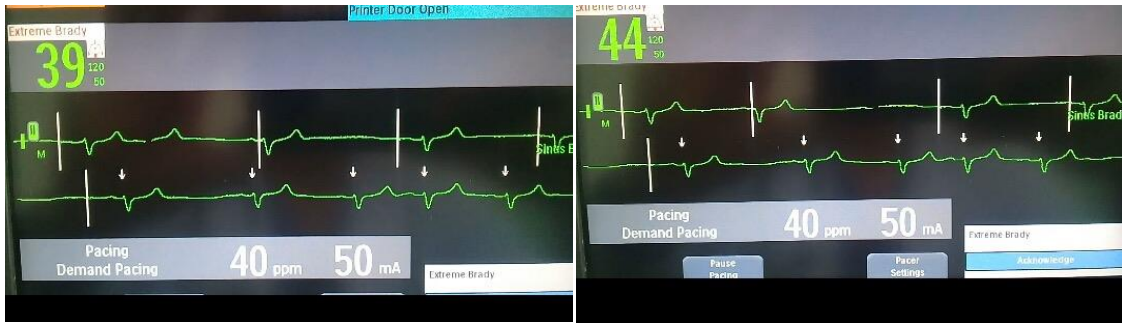 Printer Door Open
Extreme Brady
39
120
50
II
M
Sinus B
Pacing
Demand Pacing
40 ppm
50 mA
Extreme Brady
Extreme Brady
44
120
50
II
M
Sinus Brad
Pacing
Demand Pacing
40 ppm
50 mA
Extreme Brady
Acknowledge
Pause
Pacing
Pacer
Settings